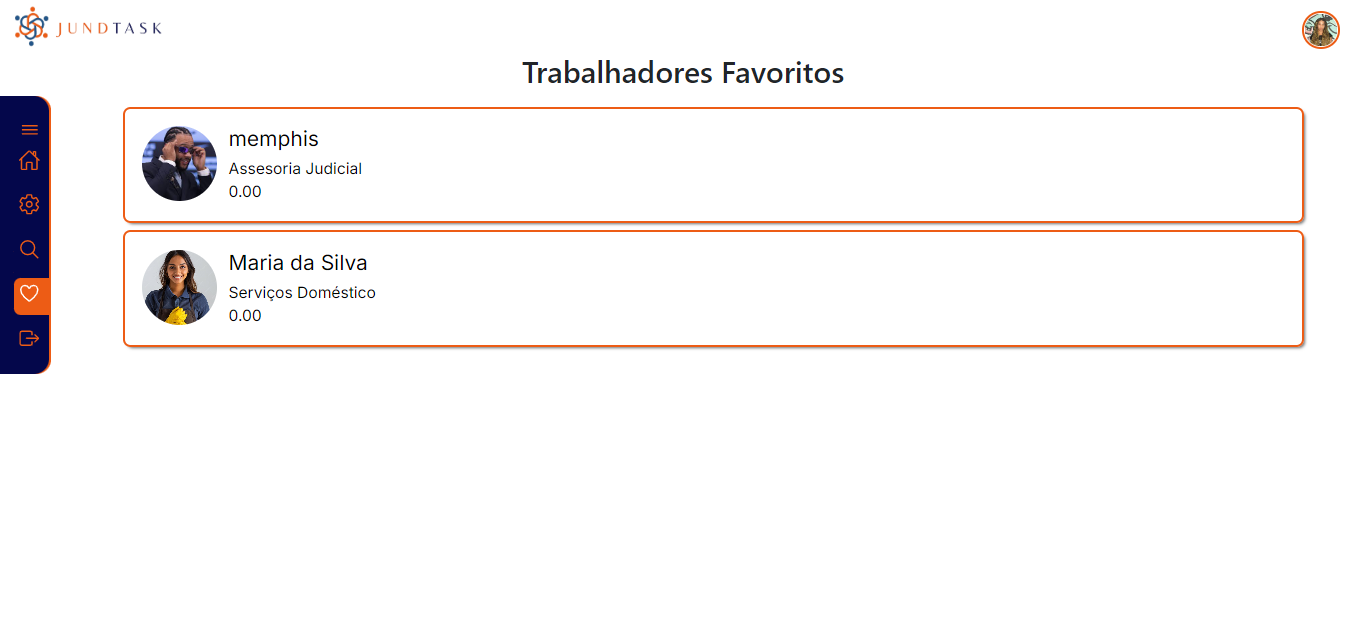 JUNDTASK
Trabalhadores Favoritos
memphis
Assesoria Judicial
0.00
Maria da Silva
Serviços Doméstico
0.00